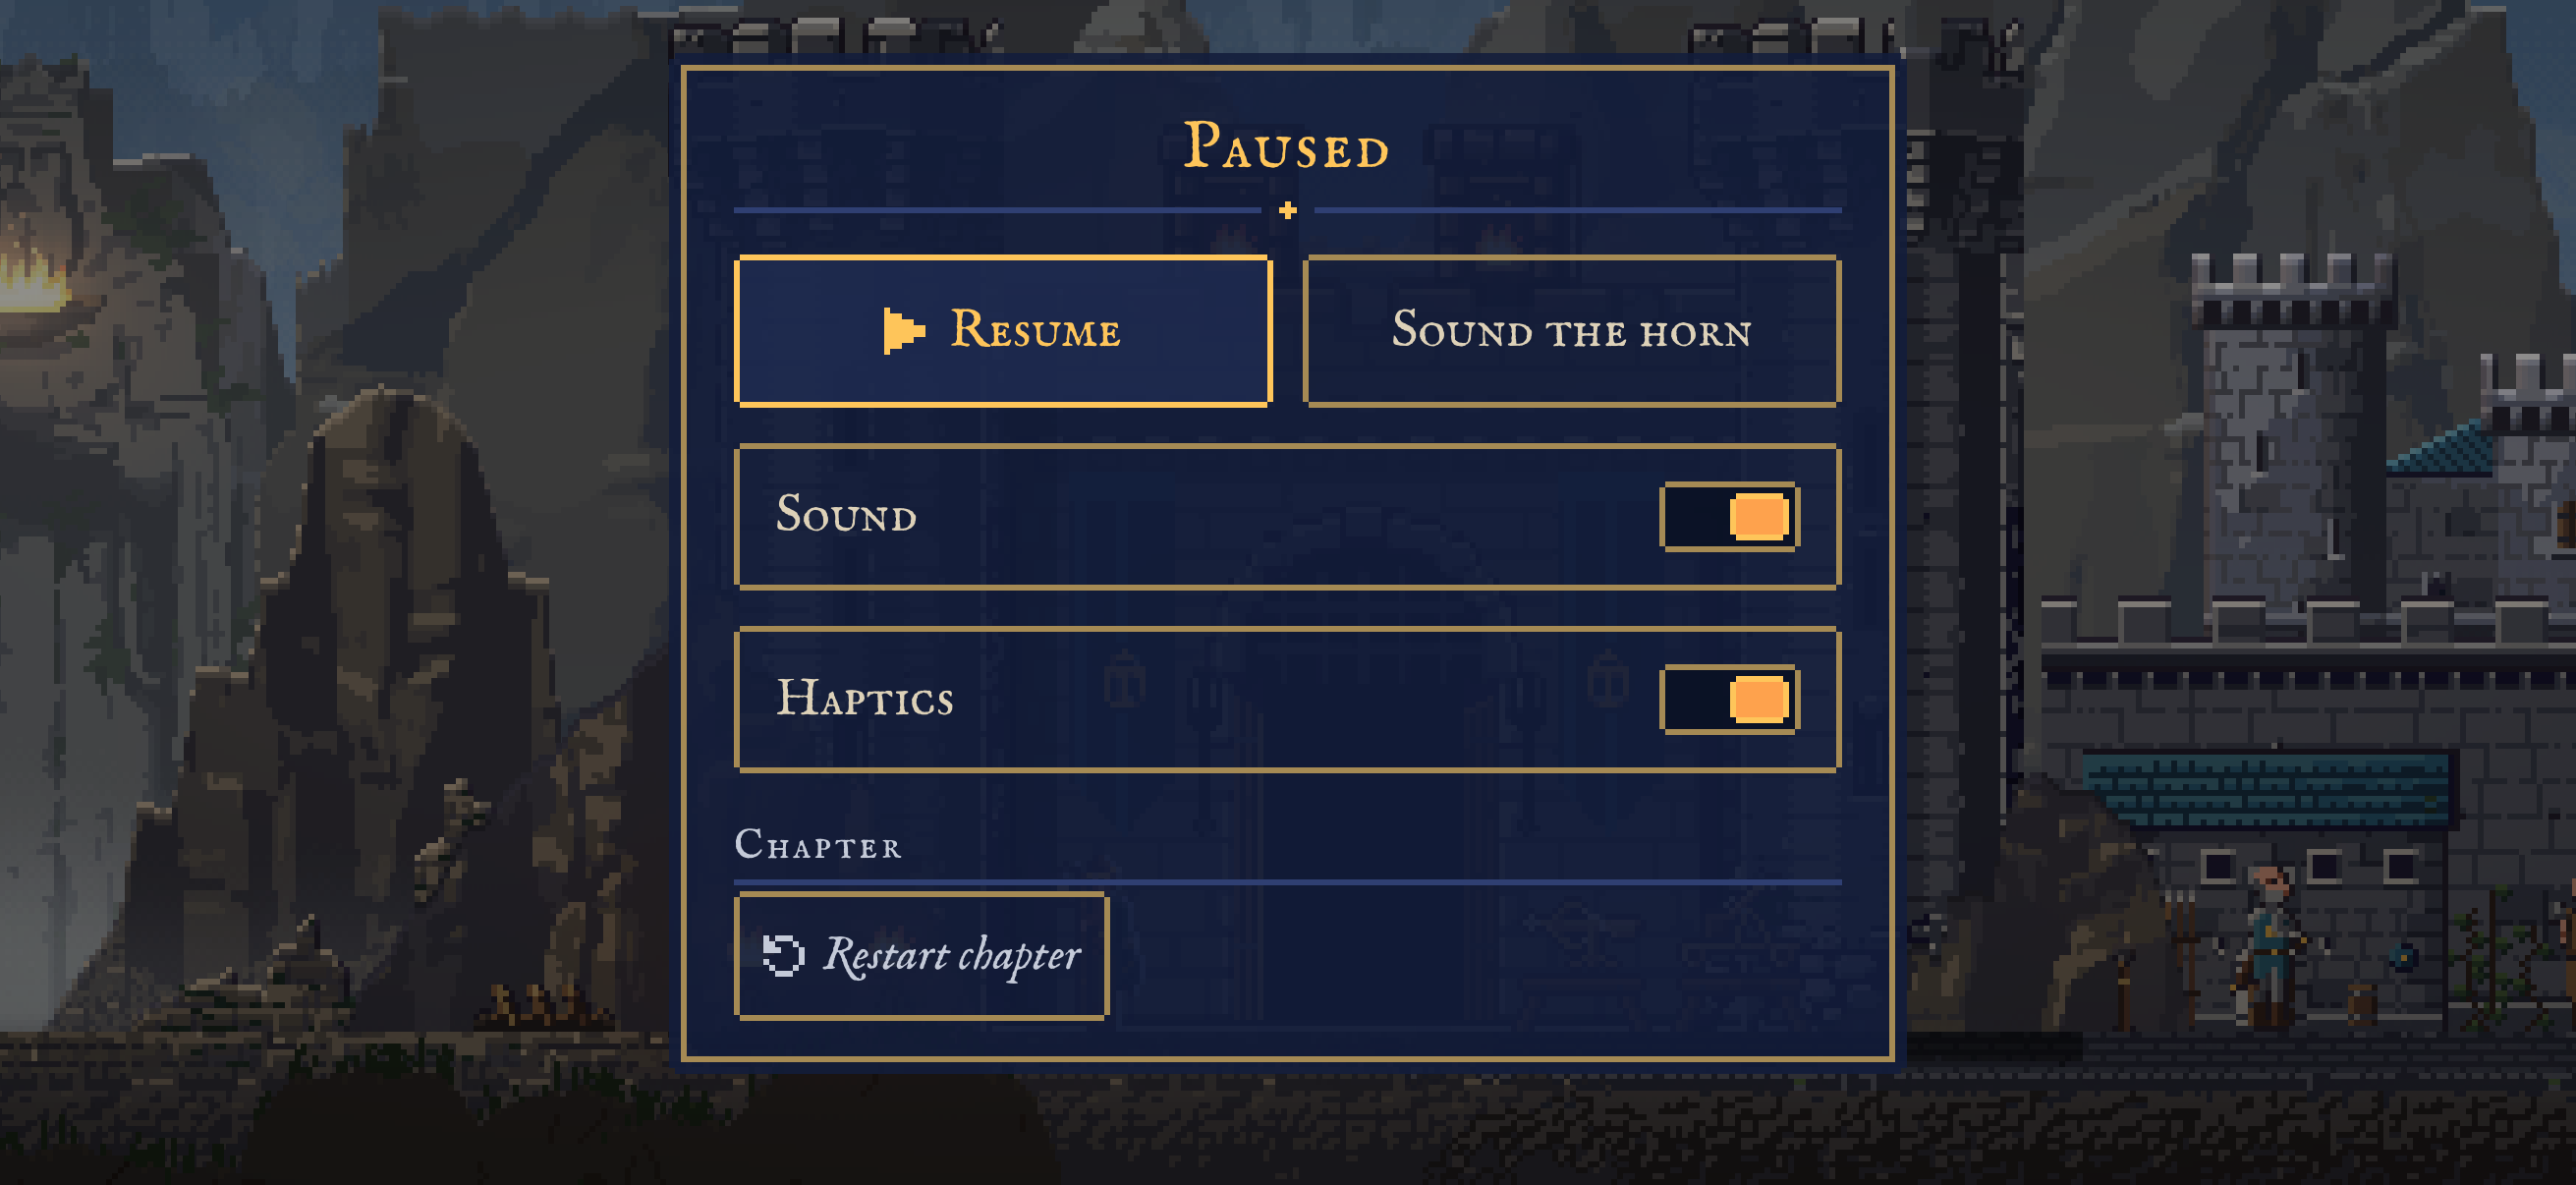 Paused
Resume
Sound the horn
Sound
Haptics
Chapter
Restart chapter